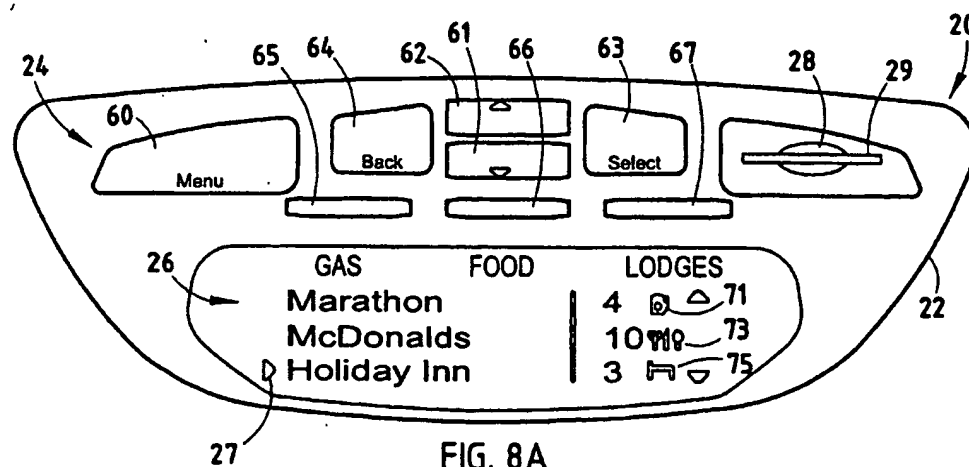 61
64 62 66 63 20
65 67 28 29
24
60
Back Select
Menu
26 GAS FOOD LODGES
Marathon 4 71
McDonalds 10 73 22
Holiday Inn 3 75
27
FIG. 8A